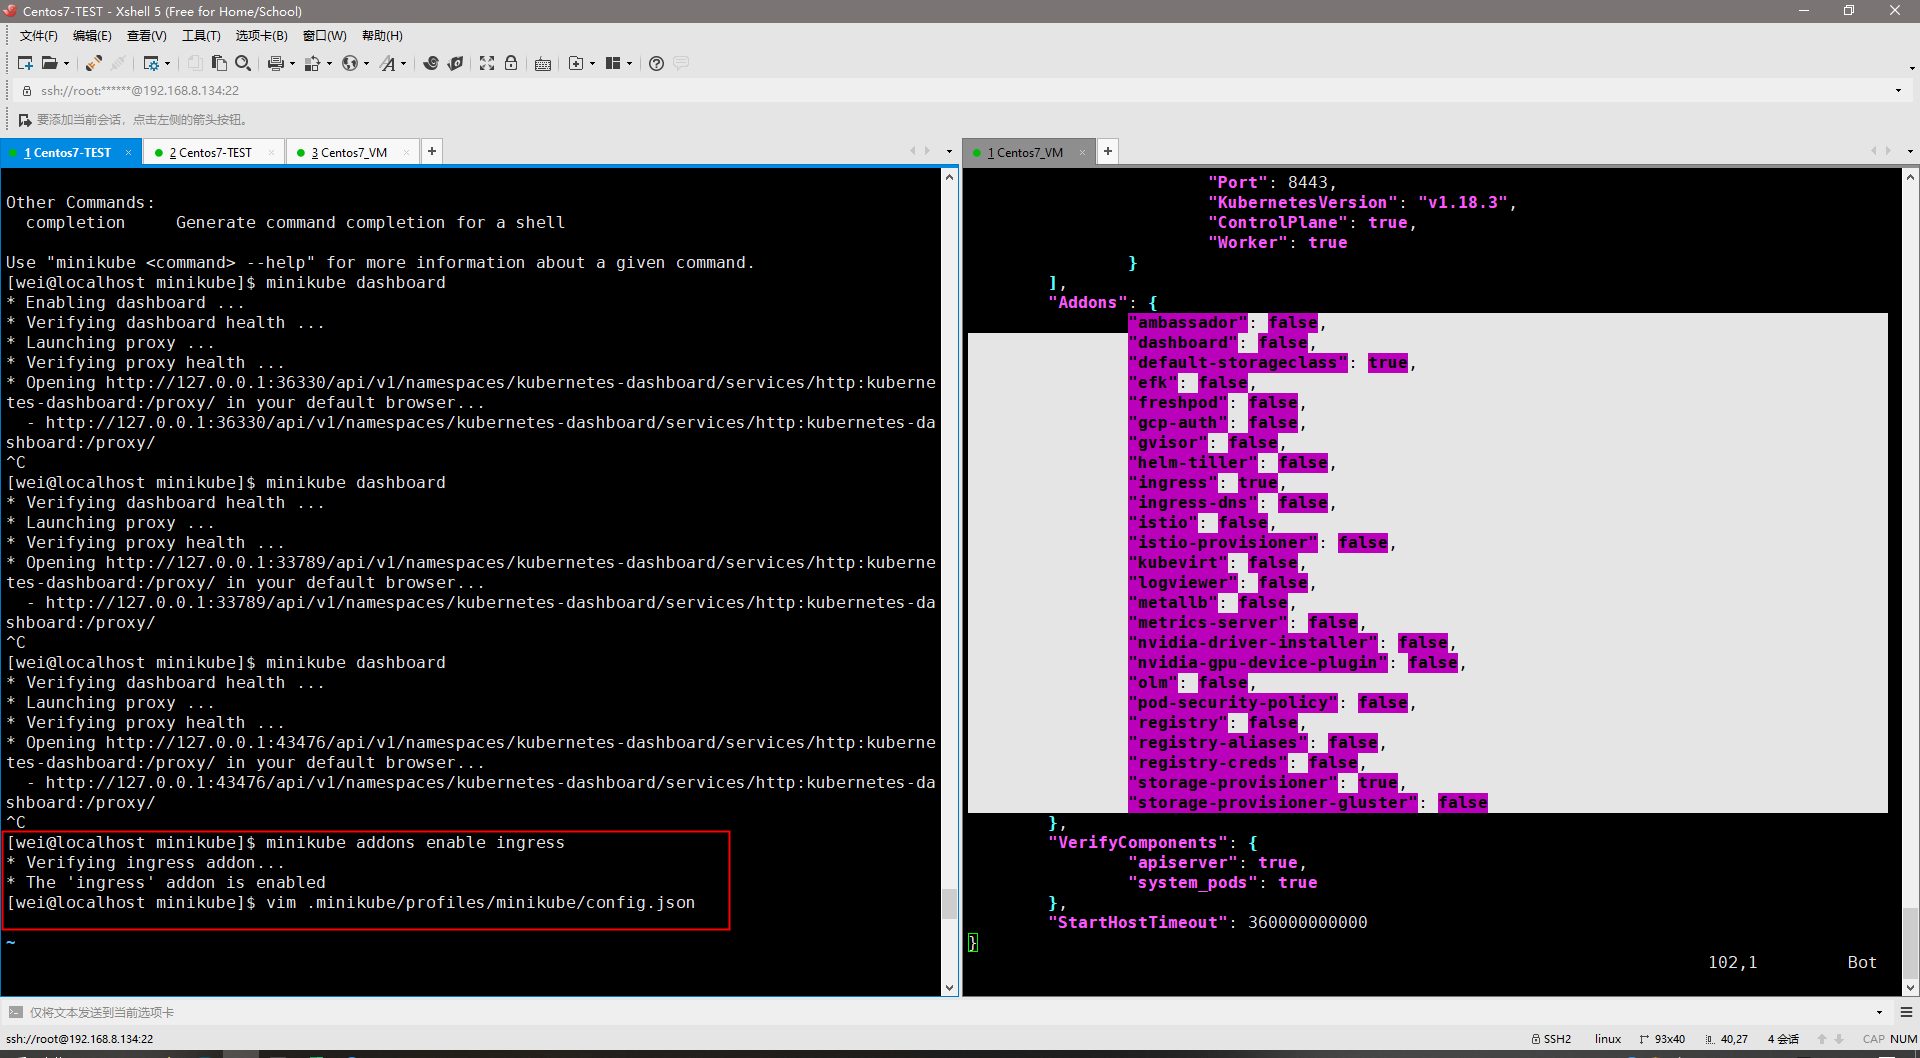 Centos7-TEST - Xshell 5 (Free for Home/School)
文件(F) 编辑(E) 查看(V) 工具(T) 选项卡(B) 窗口(W) 帮助(H)
ssh://root:******@192.168.8.134:22
要添加当前会话，点击左侧的箭头按钮。
1 Centos7-TEST × 2 Centos7-TEST × 3 Centos7_VM × +
Other Commands:
  completion     Generate command completion for a shell
Use "minikube <command> --help" for more information about a given command.
[wei@localhost minikube]$ minikube dashboard
* Enabling dashboard ...
* Verifying dashboard health ...
* Launching proxy ...
* Verifying proxy health ...
* Opening http://127.0.0.1:36330/api/v1/namespaces/kubernetes-dashboard/services/http:kuberne
tes-dashboard:/proxy/ in your default browser...
  - http://127.0.0.1:36330/api/v1/namespaces/kubernetes-dashboard/services/http:kubernetes-da
shboard:/proxy/
^C
[wei@localhost minikube]$ minikube dashboard
* Verifying dashboard health ...
* Launching proxy ...
* Verifying proxy health ...
* Opening http://127.0.0.1:33789/api/v1/namespaces/kubernetes-dashboard/services/http:kuberne
tes-dashboard:/proxy/ in your default browser...
  - http://127.0.0.1:33789/api/v1/namespaces/kubernetes-dashboard/services/http:kubernetes-da
shboard:/proxy/
^C
[wei@localhost minikube]$ minikube dashboard
* Verifying dashboard health ...
* Launching proxy ...
* Verifying proxy health ...
* Opening http://127.0.0.1:43476/api/v1/namespaces/kubernetes-dashboard/services/http:kuberne
tes-dashboard:/proxy/ in your default browser...
  - http://127.0.0.1:43476/api/v1/namespaces/kubernetes-dashboard/services/http:kubernetes-da
shboard:/proxy/
^C
[wei@localhost minikube]$ minikube addons enable ingress
* Verifying ingress addon...
* The 'ingress' addon is enabled
[wei@localhost minikube]$ vim .minikube/profiles/minikube/config.json
~
1 Centos7_VM × +
"Port": 8443,
"KubernetesVersion": "v1.18.3",
"ControlPlane": true,
"Worker": true
}
],
"Addons": {
"ambassador": false,
"dashboard": false,
"default-storageclass": true,
"efk": false,
"freshpod": false,
"gcp-auth": false,
"gvisor": false,
"helm-tiller": false,
"ingress": true,
"ingress-dns": false,
"istio": false,
"istio-provisioner": false,
"kubevirt": false,
"logviewer": false,
"metallb": false,
"metrics-server": false,
"nvidia-driver-installer": false,
"nvidia-gpu-device-plugin": false,
"olm": false,
"pod-security-policy": false,
"registry": false,
"registry-aliases": false,
"registry-creds": false,
"storage-provisioner": true,
"storage-provisioner-gluster": false
},
"VerifyComponents": {
"apiserver": true,
"system_pods": true
},
"StartHostTimeout": 360000000000
}
102,1 Bot
仅将文本发送到当前选项卡
ssh://root@192.168.8.134:22 SSH2 linux 93x40 40,27 4 会话 CAP NUM